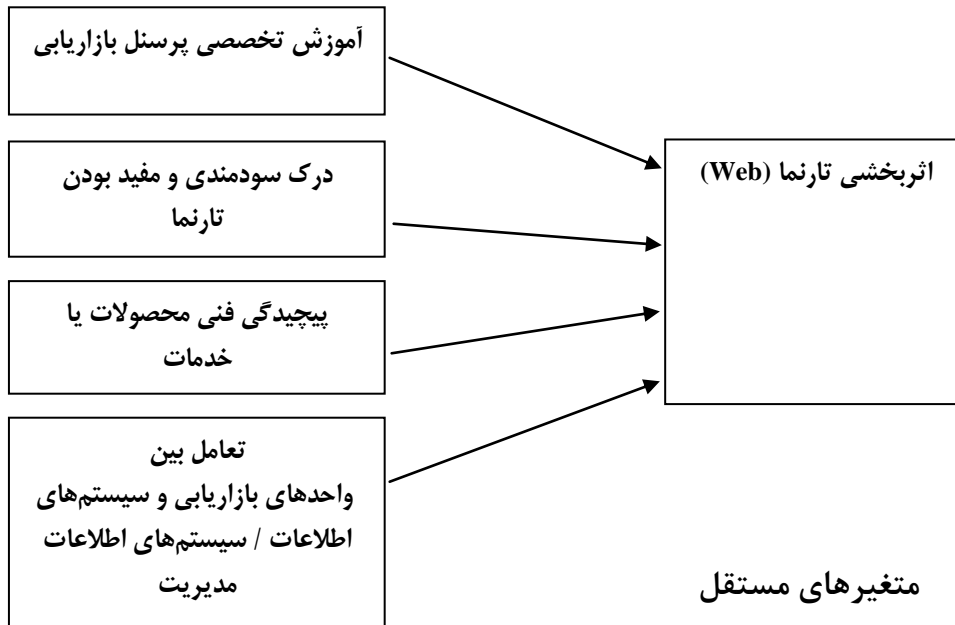 آموزش تخصصی پرسنل بازاریابی
درک سودمندی و مفید بودن
تارنما
پیچیدگی فنی محصولات یا
خدمات
تعامل بین
واحدهای بازاریابی و سیستم‌های
اطلاعات / سیستم‌های اطلاعات
مدیریت
اثربخشی تارنما (Web)
متغیرهای مستقل